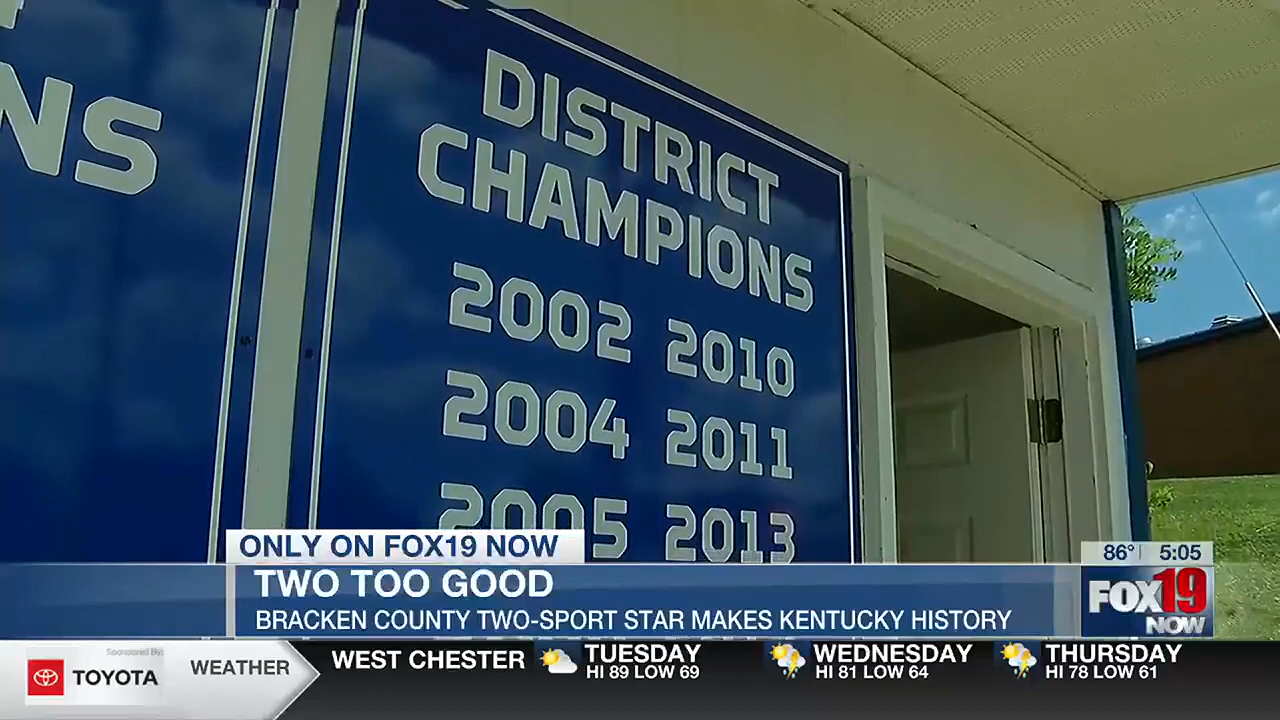 NS
DISTRICT
CHAMPIONS
2002 2010
2004 2011
2005 2013
ONLY ON FOX19 NOW
TWO TOO GOOD
BRACKEN COUNTY TWO-SPORT STAR MAKES KENTUCKY HISTORY
86° 5:05
FOX19
NOW
Sponsored By:
TOYOTA
WEATHER
WEST CHESTER
TUESDAY
HI 89 LOW 69
WEDNESDAY
HI 81 LOW 64
THURSDAY
HI 78 LOW 61